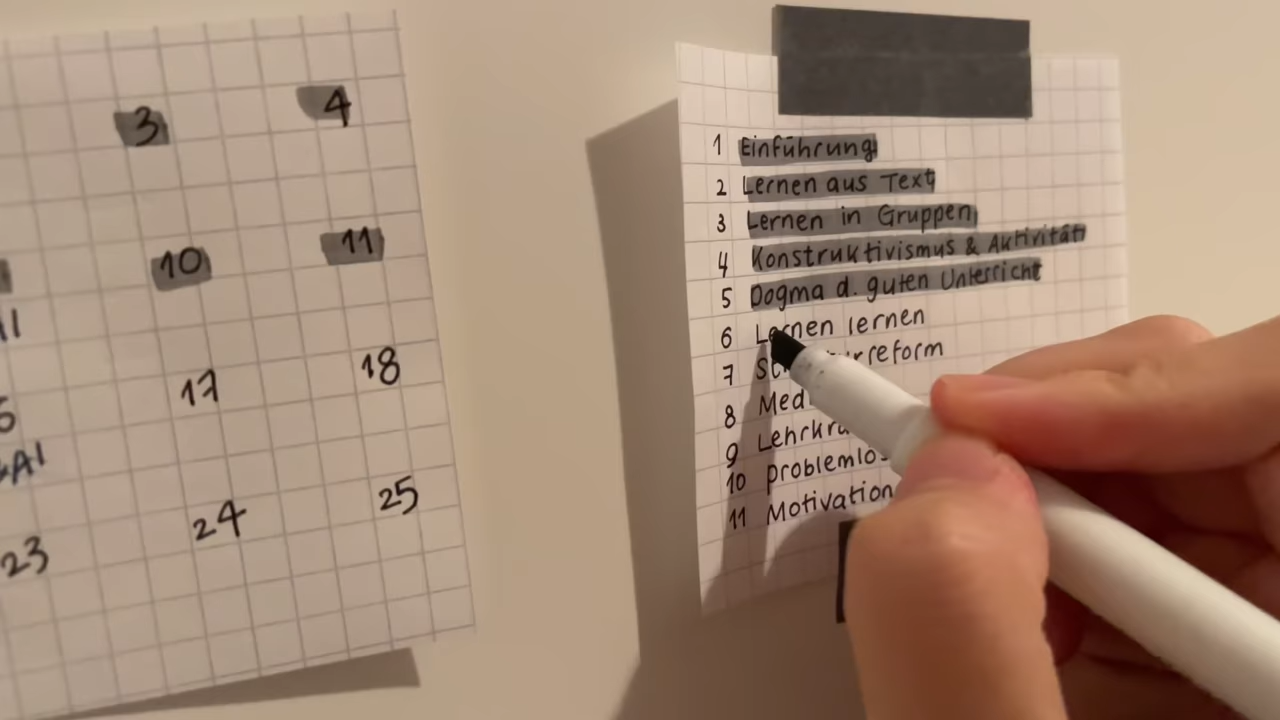 3 4
10 11
17 18
24 25
23
1 Einführung
2 Lernen aus Text
3 Lernen in Gruppen
4 Konstruktivismus & Aktivität
5 Dogma d. guten Unterricht
6 Lernen lernen
7
8
9
10
11 Motivation